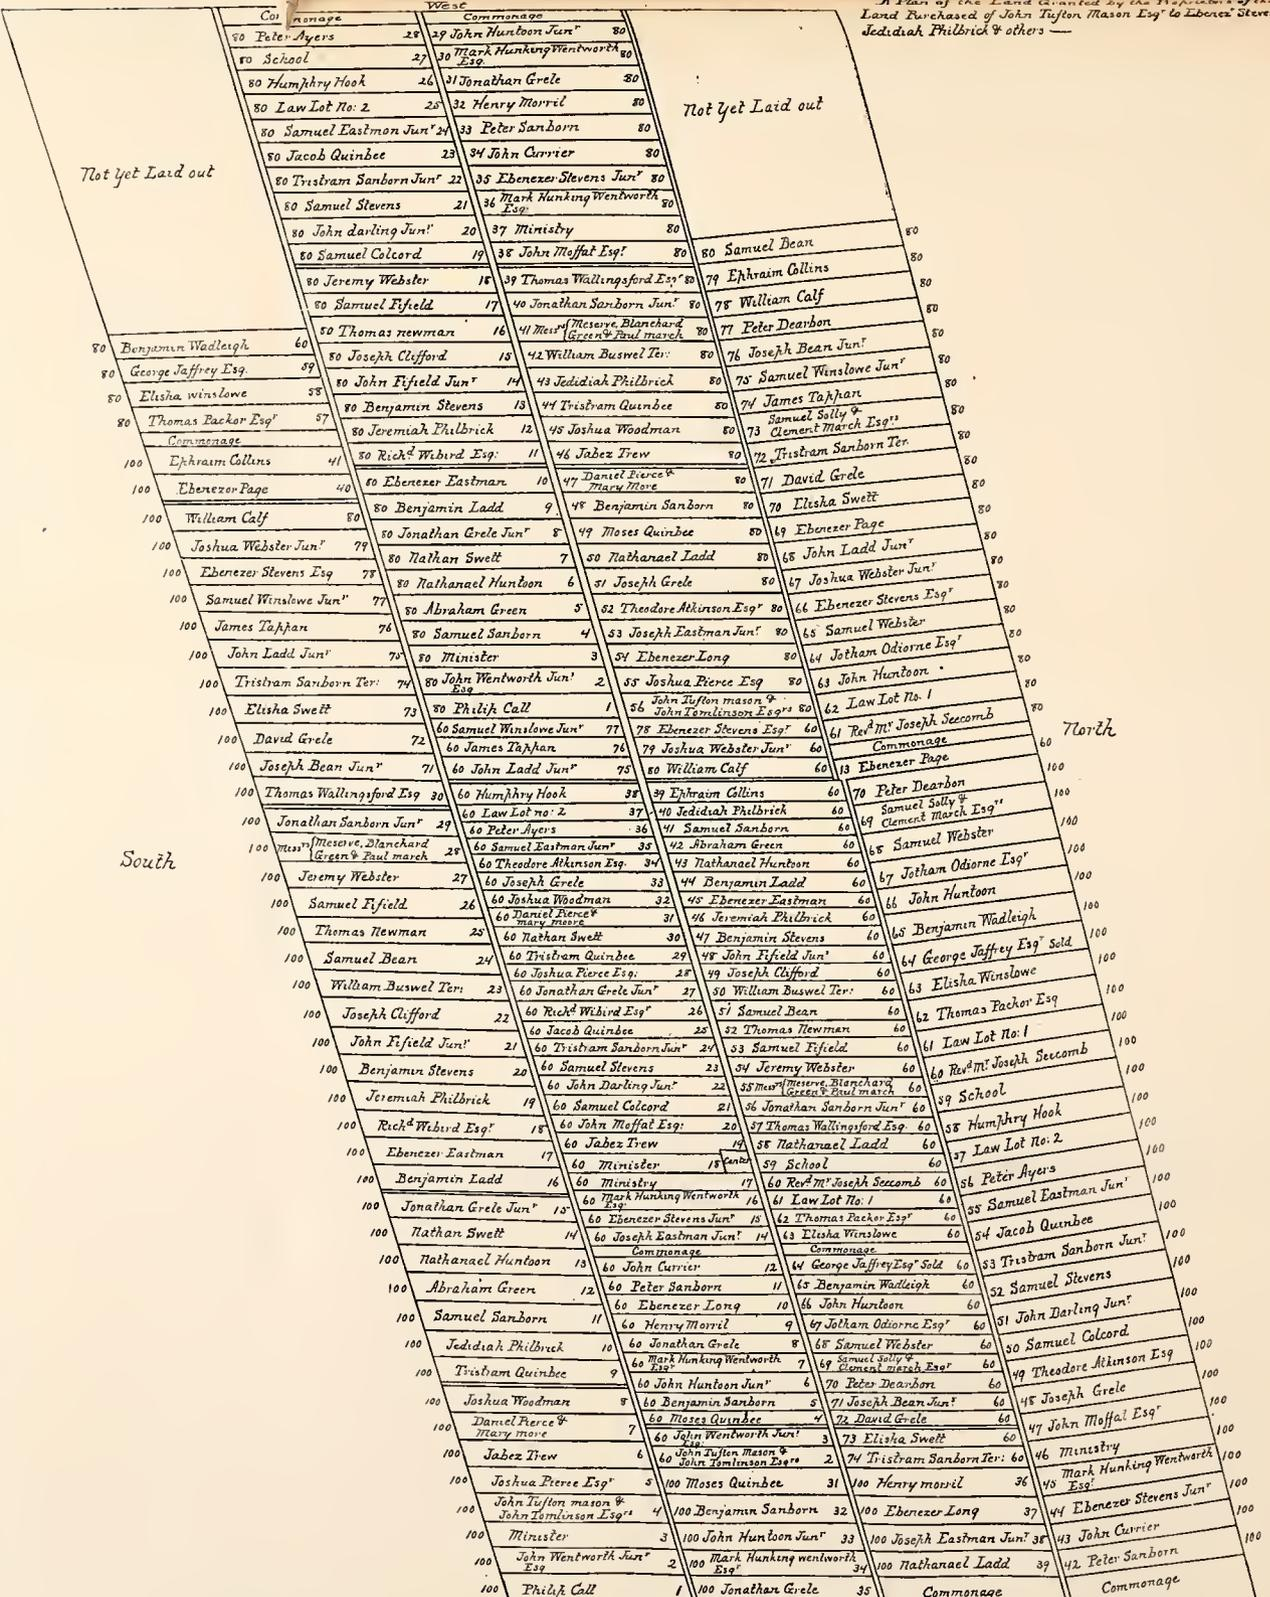 West
A Plan of the Land Granted by the Proprietors of the
Land Purchased of John Tufton Mason Esqr to Ebenezr Steve
Jedidiah Philbrick & others —
Not Yet Laid out
80 Benjamin Wadleigh 60
80 George Jaffrey Esq. 59
80 Elisha winslowe 58
80 Thomas Packor Esqr 57
Commonage
100 Ephraim Collins 41
100 Ebenezor Page 40
100 William Calf 80
100 Joshua Webster Junr 79
100 Ebenezer Stevens Esq 78
100 Samuel Winslowe Junr 77
100 James Tappan 76
100 John Ladd Junr 75
100 Tristram Sanborn Ter: 74
100 Elisha Swett 73
100 David Grele 72
100 Joseph Bean Junr 71
100 Thomas Wallingsford Esq 30
100 Jonathan Sanborn Junr 29
100 Messrs {Meserve, Blanchard
Green & Paul march 28
100 Jeremy Webster 27
100 Samuel Fifield 26
100 Thomas Newman 25
100 Samuel Bean 24
100 William Buswel Ter: 23
100 Joseph Clifford 22
100 John Fifield Junr 21
100 Benjamin Stevens 20
100 Jeremiah Philbrick 19
100 Richd Wibird Esqr 18
100 Ebenezer Eastman 17
100 Benjamin Ladd 16
100 Jonathan Grele Junr 15
100 Nathan Swett 14
100 Nathanael Huntoon 13
100 Abraham Green 12
100 Samuel Sanborn 11
100 Jedidiah Philbrick 10
100 Tristram Quinbee 9
100 Joshua Woodman 8
100 Daniel Pierce &
Mary more 7
100 Jabez Trew 6
100 Joshua Pierce Esqr 5
100 John Tufton mason &
John Tomlinson Esqrs 4
100 Minister 3
100 John Wentworth Junr
Esq 2
100 Philip Call 1
South
Commonage
80 Peter Ayers 28
80 School 27
80 Humphry Hook 26
80 Law Lot No: 2 25
80 Samuel Eastmon Junr 24
80 Jacob Quinbee 23
80 Tristram Sanborn Junr 22
80 Samuel Stevens 21
80 John darling Junr 20
80 Samuel Colcord 19
80 Jeremy Webster 18
80 Samuel Fifield 17
80 Thomas newman 16
80 Joseph Clifford 15
80 John Fifield Junr 14
80 Benjamin Stevens 13
80 Jeremiah Philbrick 12
80 Richd Wibird Esq: 11
80 Ebenezer Eastman 10
80 Benjamin Ladd 9
80 Jonathan Grele Junr 8
80 Nathan Swett 7
80 Nathanael Huntoon 6
80 Abraham Green 5
80 Samuel Sanborn 4
80 Minister 3
80 John Wentworth Junr
Esq 2
80 Philip Call 1
60 Samuel Winslowe Junr 77
60 James Tappan 76
60 John Ladd Junr 75
60 Humphry Hook 38
60 Law Lot no: 2 37
60 Peter Ayers 36
60 Samuel Eastman Junr 35
60 Theodore Atkinson Esq. 34
60 Joseph Grele 33
60 Joshua Woodman 32
60 Daniel Pierce &
mary moore 31
60 Nathan Swett 30
60 Tristram Quinbee 29
60 Joshua Pierce Esq: 28
60 Jonathan Grele Junr 27
60 Richd Wibird Esqr 26
60 Jacob Quinbee 25
60 Tristram Sanborn Junr 24
60 Samuel Stevens 23
60 John Darling Junr 22
60 Samuel Colcord 21
60 John Moffat Esq: 20
60 Jabez Trew 19
60 Minister 18
Center
60 Ministry 17
60 Mark Hunking Wentworth
Esqr 16
60 Ebenezer Stevens Junr 15
60 Joseph Eastman Junr 14
Commonage
60 John Currier 12
60 Peter Sanborn 11
60 Ebenezer Long 10
60 Henry Morril 9
60 Jonathan Grele 8
60 Mark Hunking Wentworth
Esqr 7
60 John Huntoon Junr 6
60 Benjamin Sanborn 5
60 Moses Quinbee 4
60 John Wentworth Junr
Esq: 3
60 John Tufton Mason &
John Tomlinson Esqrs 2
100 Moses Quinbee 31
100 Benjamin Sanborn 32
100 John Huntoon Junr 33
100 Mark Hunking wentworth
Esqr 34
100 Jonathan Grele 35
Commonage
29 John Huntoon Junr 80
30 Mark Hunking Wentworth
Esq. 80
31 Jonathan Grele 80
32 Henry Morril 80
33 Peter Sanborn 80
34 John Currier 80
35 Ebenezer Stevens Junr 80
36 Mark Hunking Wentworth
Esq: 80
37 Ministry 80
38 John Moffat Esqr 80
39 Thomas Wallingsford Esqr 80
40 Jonathan Sanborn Junr 80
41 Messrs {Meserve, Blanchard
Green & Paul march 80
42 William Buswel Ter: 80
43 Jedidiah Philbrick 80
44 Tristram Quinbee 80
45 Joshua Woodman 80
46 Jabez Trew 80
47 Daniel Pierce &
Mary More 80
48 Benjamin Sanborn 80
49 Moses Quinbee 80
50 Nathanael Ladd 80
51 Joseph Grele 80
52 Theodore Atkinson Esqr 80
53 Joseph Eastman Junr 80
54 Ebenezer Long 80
55 Joshua Pierce Esq 80
56 John Tufton mason &
John Tomlinson Esqrs 80
78 Ebenezer Stevens Esqr 60
79 Joshua Webster Junr 60
80 William Calf 60
39 Ephraim Collins 60
40 Jedidiah Philbrick 60
41 Samuel Sanborn 60
42 Abraham Green 60
43 Nathanael Huntoon 60
44 Benjamin Ladd 60
45 Ebenezer Eastman 60
46 Jeremiah Philbrick 60
47 Benjamin Stevens 60
48 John Fifield Junr 60
49 Joseph Clifford 60
50 William Buswel Ter: 60
51 Samuel Bean 60
52 Thomas Newman 60
53 Samuel Fifield 60
54 Jeremy Webster 60
55 Messrs {Meserve, Blanchard
Green & Paul march 60
56 Jonathan Sanborn Junr 60
57 Thomas Wallingsford Esq. 60
58 Nathanael Ladd 60
59 School 60
60 Revd Mr Joseph Seccomb 60
61 Law Lot No: 1 60
62 Thomas Packer Esqr 60
63 Elisha Winslowe 60
Commonage
64 George Jaffrey Esqr Sold 60
65 Benjamin Wadleigh 60
66 John Huntoon 60
67 Jotham Odiorne Esqr 60
68 Samuel Webster 60
69 Samuel Solly &
Clement march Esqr 60
70 Peter Dearbon 60
71 Joseph Bean Junr 60
72 David Grele 60
73 Elisha Swett 60
74 Tristram Sanborn Ter: 60
100 Henry morril 36
100 Ebenezer Long 37
100 Joseph Eastman Junr 38
100 Nathanael Ladd 39
Commonage
Not Yet Laid out
80 Samuel Bean 80
79 Ephraim Collins 80
78 William Calf 80
77 Peter Dearbon 80
76 Joseph Bean Junr 80
75 Samuel Winslowe Junr 80
74 James Tappan 80
73 Samuel Solly &
Clement March Esqrs 80
72 Tristram Sanborn Ter. 80
71 David Grele 80
70 Elisha Swett 80
69 Ebenezer Page 80
68 John Ladd Junr 80
67 Joshua Webster Junr 80
66 Ebenezer Stevens Esqr 80
65 Samuel Webster 80
64 Jotham Odiorne Esqr 80
63 John Huntoon 80
62 Law Lot No. 1 80
61 Revd Mr Joseph Seecomb 80
Commonage
13 Ebenezer Page 60
North
70 Peter Dearbon 100
69 Samuel Solly &
Clement March Esqrs 100
68 Samuel Webster 100
67 Jotham Odiorne Esqr 100
66 John Huntoon 100
65 Benjamin Wadleigh 100
64 George Jaffrey Esqr Sold 100
63 Elisha Winslowe 100
62 Thomas Packor Esq 100
61 Law Lot No: 1 100
60 Revd Mr Joseph Seccomb 100
59 School 100
58 Humphry Hook 100
57 Law Lot No: 2 100
56 Peter Ayers 100
55 Samuel Eastman Junr 100
54 Jacob Quinbee 100
53 Tristram Sanborn Junr 100
52 Samuel Stevens 100
51 John Darling Junr 100
50 Samuel Colcord 100
49 Theodore Atkinson Esq 100
48 Joseph Grele 100
47 John Moffat Esqr 100
46 Ministry 100
45 Mark Hunking Wentworth
Esqr 100
44 Ebenezer Stevens Junr 100
43 John Currier 100
42 Peter Sanborn 100
Commonage